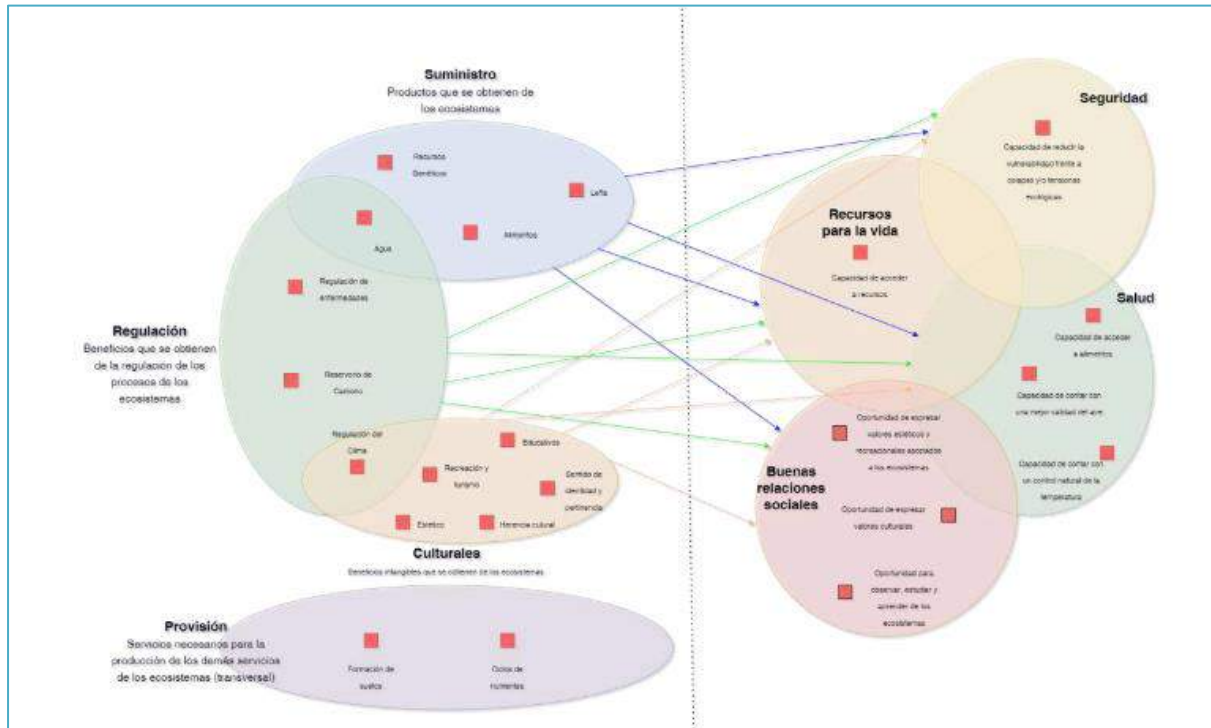 Suministro
Productos que se obtienen de
los ecosistemas
Recursos
Genéticos
Leña
Agua
Alimentos
Regulación de
enfermedades
Regulación
Beneficios que se obtienen
de la regulación de los
procesos de los
ecosistemas
Reservorio de
Carbono
Regulación del
Clima
Educativos
Recreación y
turismo
Sentido de
identidad y
Estético
Herencia cultural
Culturales
Beneficios intangibles que se obtienen de los ecosistemas
Provisión
Servicios necesarios para la
producción de los demás servicios
de los ecosistemas (transversal)
Formación de
suelos
Ciclos de
nutrientes
Seguridad
Capacidad de reducir la
vulnerabilidad frente a
y/o tensiones
ecológicas
Recursos
para la vida
Capacidad de acceder
a recursos
Salud
Capacidad de acceder
a alimentos
Capacidad de contar con
una mejor calidad del aire
Capacidad de contar con
un control natural de la
temperatura
Buenas
relaciones
sociales
Oportunidad de expresar
valores estéticos y
recreacionales asociados
a los ecosistemas
Oportunidad de expresar
valores culturales
Oportunidad para
observar, estudiar y
aprender de los
ecosistemas